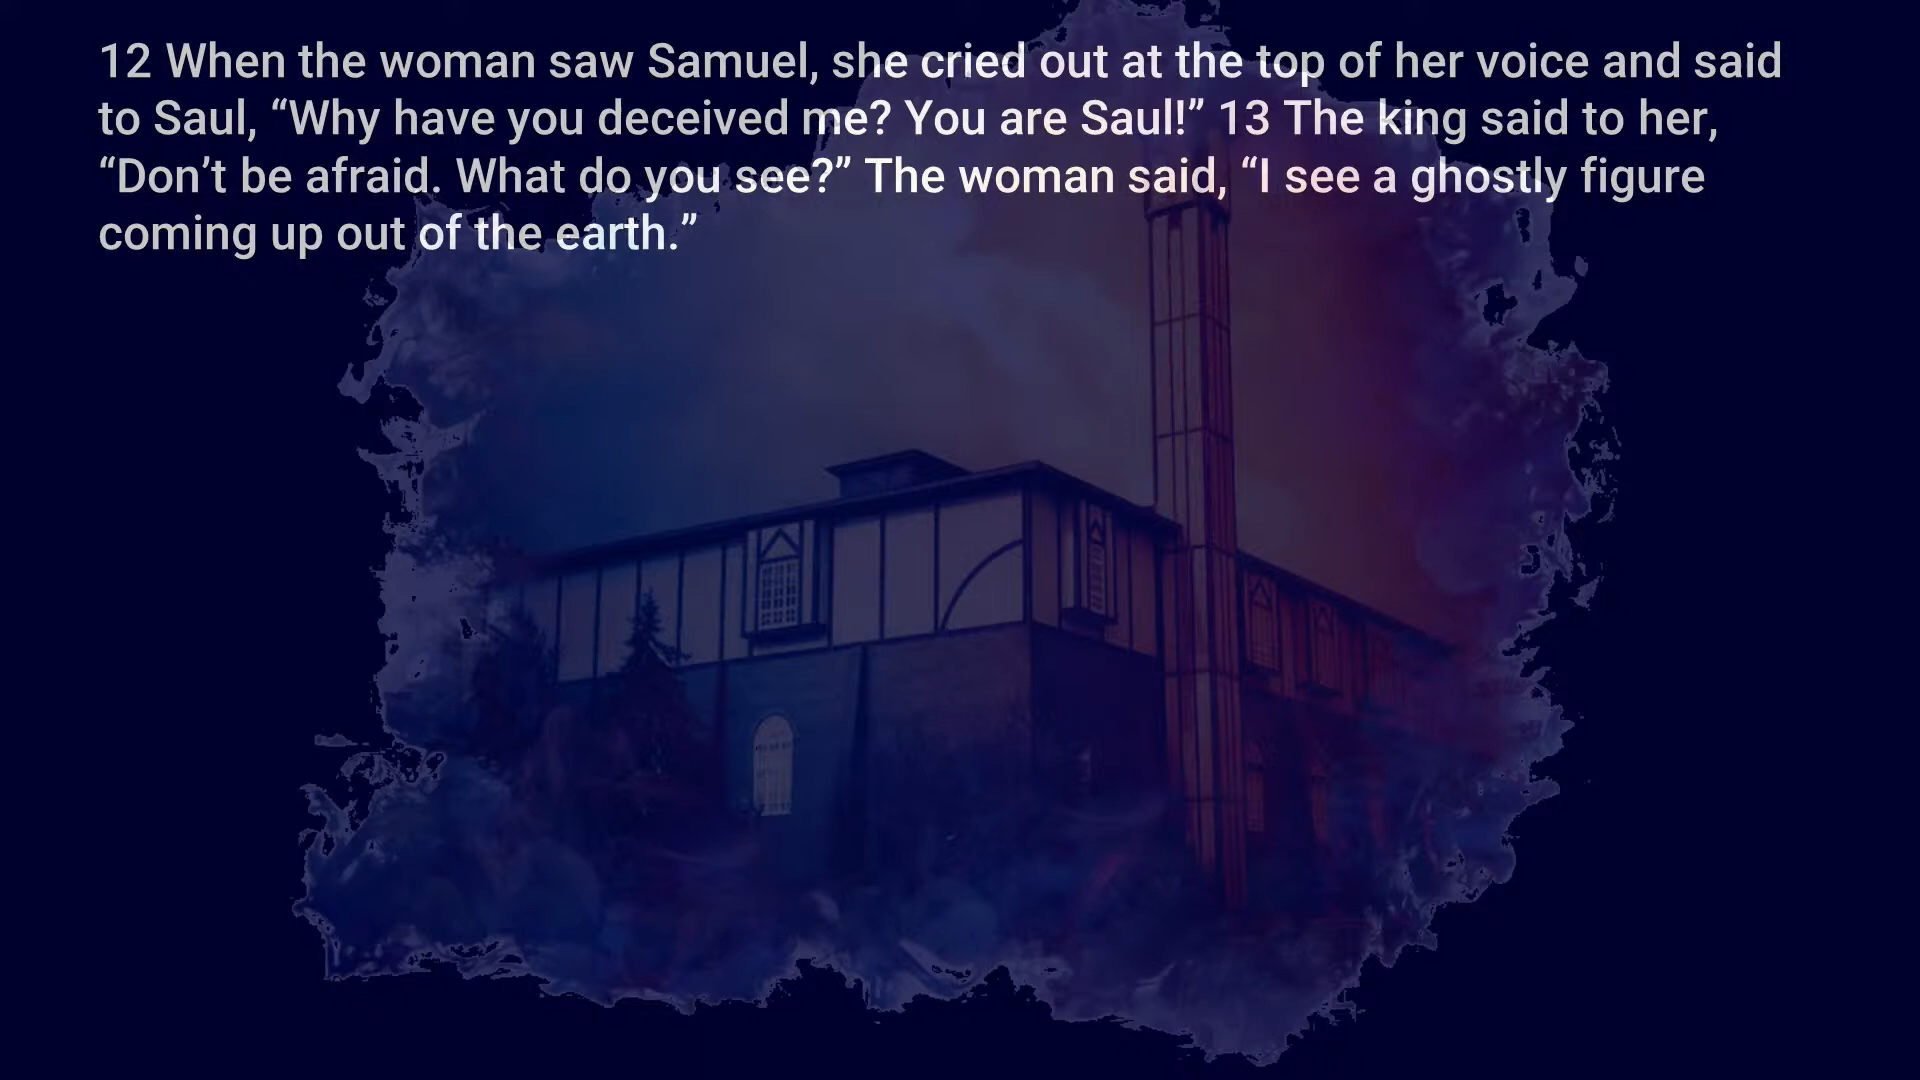 12 When the woman saw Samuel, she cried out at the top of her voice and said
to Saul, “Why have you deceived me? You are Saul!” 13 The king said to her,
“Don’t be afraid. What do you see?” The woman said, “I see a ghostly figure
coming up out of the earth.”